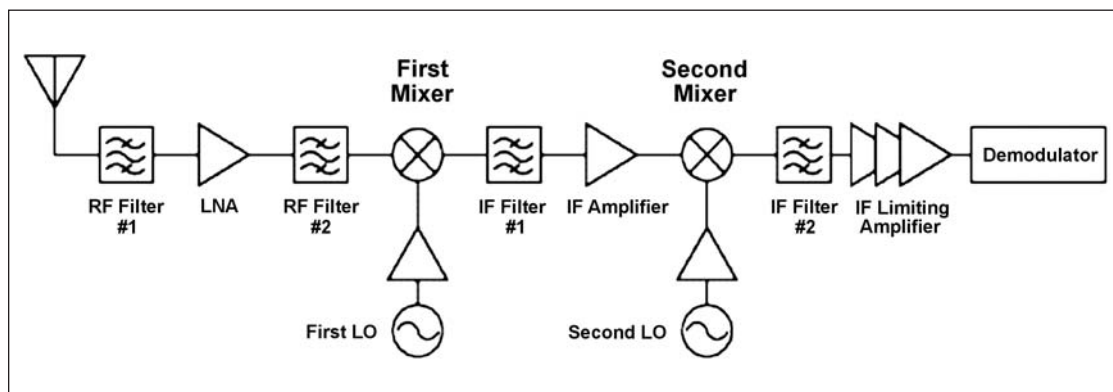 First
Mixer
Second
Mixer
RF Filter
#1
LNA
RF Filter
#2
IF Filter
#1
IF Amplifier
IF Filter
#2
IF Limiting
Amplifier
Demodulator
First LO
Second LO